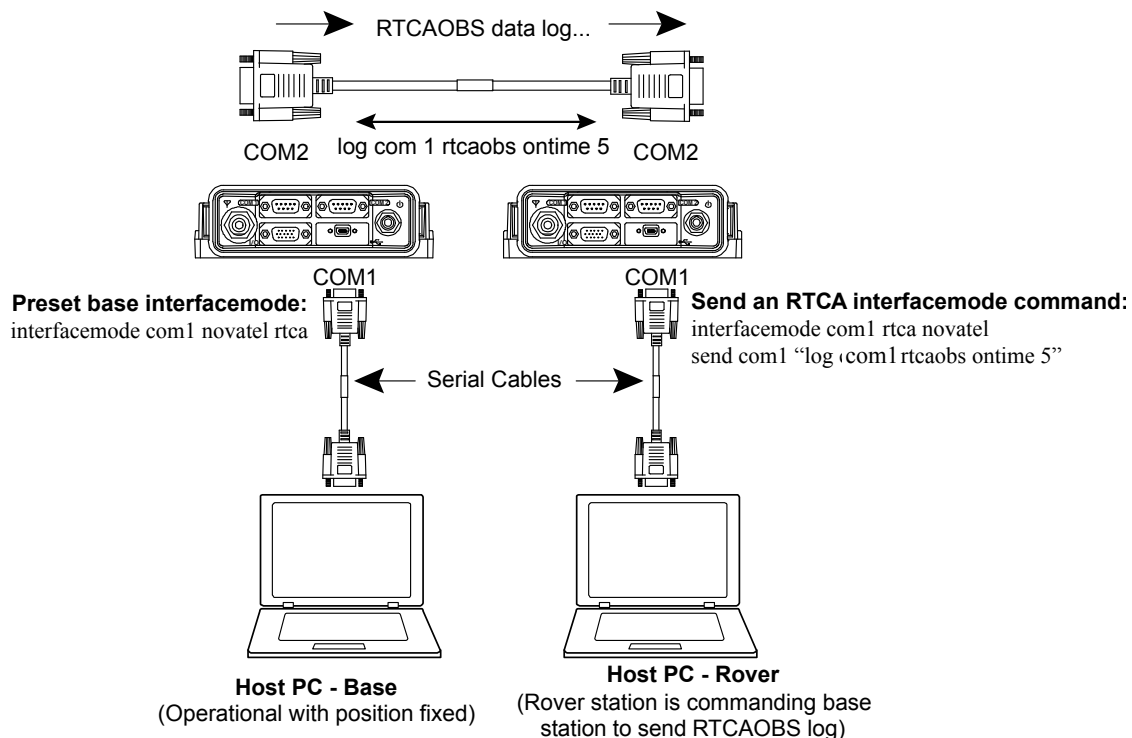 RTCAOBS data log...
log com 1 rtcaobs ontime 5
COM2
COM2
COM1
COM1
Preset base interfacemode:
interfacemode com1 novatel rtca
Send an RTCA interfacemode command:
interfacemode com1 rtca novatel
send com1 “log com1 rtcaobs ontime 5”
Serial Cables
Host PC - Base
(Operational with position fixed)
Host PC - Rover
(Rover station is commanding base
station to send RTCAOBS log)